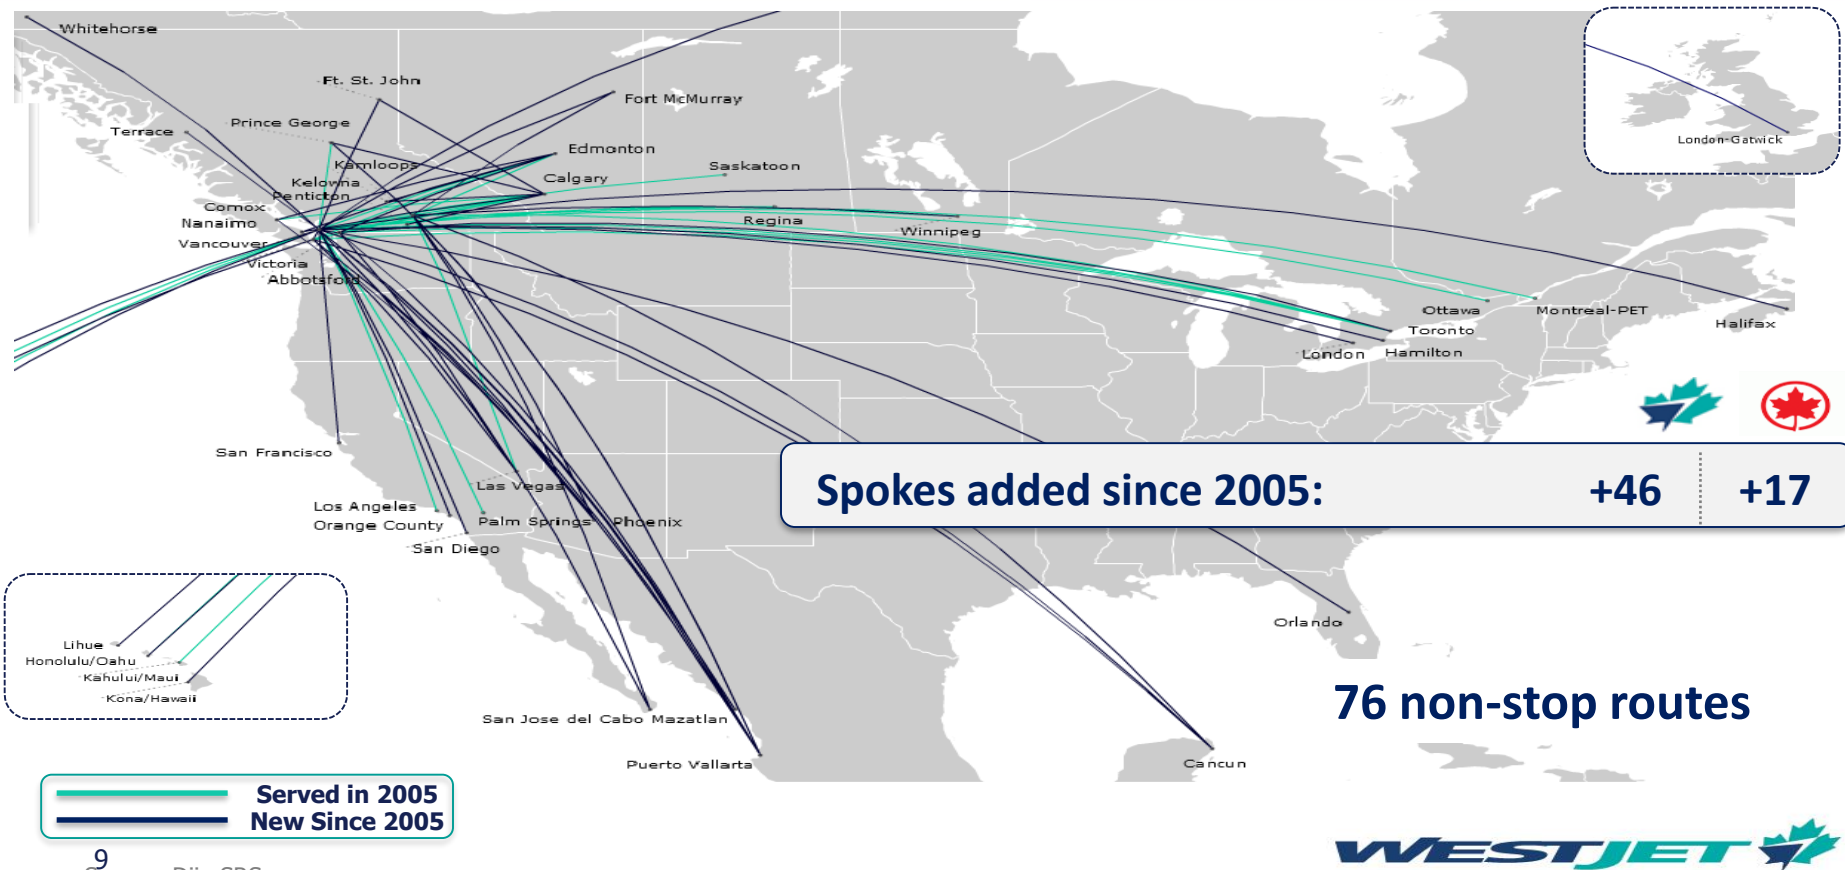 Whitehorse
Ft. St. John
Fort McMurray
Terrace
Prince George
London-Gatwick
Edmonton
Kamloops
Saskatoon
Calgary
Kelowna
Penticton
Comox
Nanaimo
Regina
Winnipeg
Vancouver
Victoria
Abbotsford
Ottawa
Montreal-PET
Halifax
Toronto
London
Hamilton
San Francisco
Las Vegas
Spokes added since 2005: +46 +17
Los Angeles
Orange County
Palm Springs
Phoenix
San Diego
Orlando
Lihue
Honolulu/Oahu
Kahului/Maui
Kona/Hawaii
76 non-stop routes
San Jose del Cabo Mazatlan
Puerto Vallarta
Cancun
Served in 2005
New Since 2005
WESTJET
9